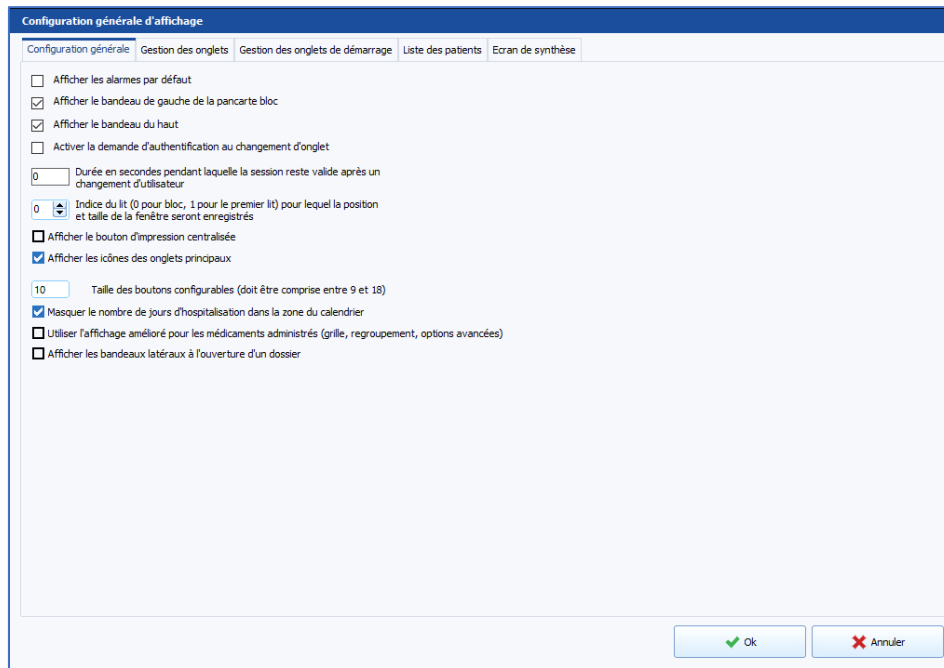 Configuration générale d'affichage
Configuration générale Gestion des onglets Gestion des onglets de démarrage Liste des patients Ecran de synthèse
Afficher les alarmes par défaut
Afficher le bandeau de gauche de la pancarte bloc
Afficher le bandeau du haut
Activer la demande d'authentification au changement d'onglet
0 Durée en secondes pendant laquelle la session reste valide après un
changement d'utilisateur
0 Indice du lit (0 pour bloc, 1 pour le premier lit) pour lequel la position
et taille de la fenêtre seront enregistrés
Afficher le bouton d'impression centralisée
Afficher les icônes des onglets principaux
10 Taille des boutons configurables (doit être comprise entre 9 et 18)
Masquer le nombre de jours d'hospitalisation dans la zone du calendrier
Utiliser l'affichage amélioré pour les médicaments administrés (grille, regroupement, options avancées)
Afficher les bandeaux latéraux à l'ouverture d'un dossier
Ok Annuler